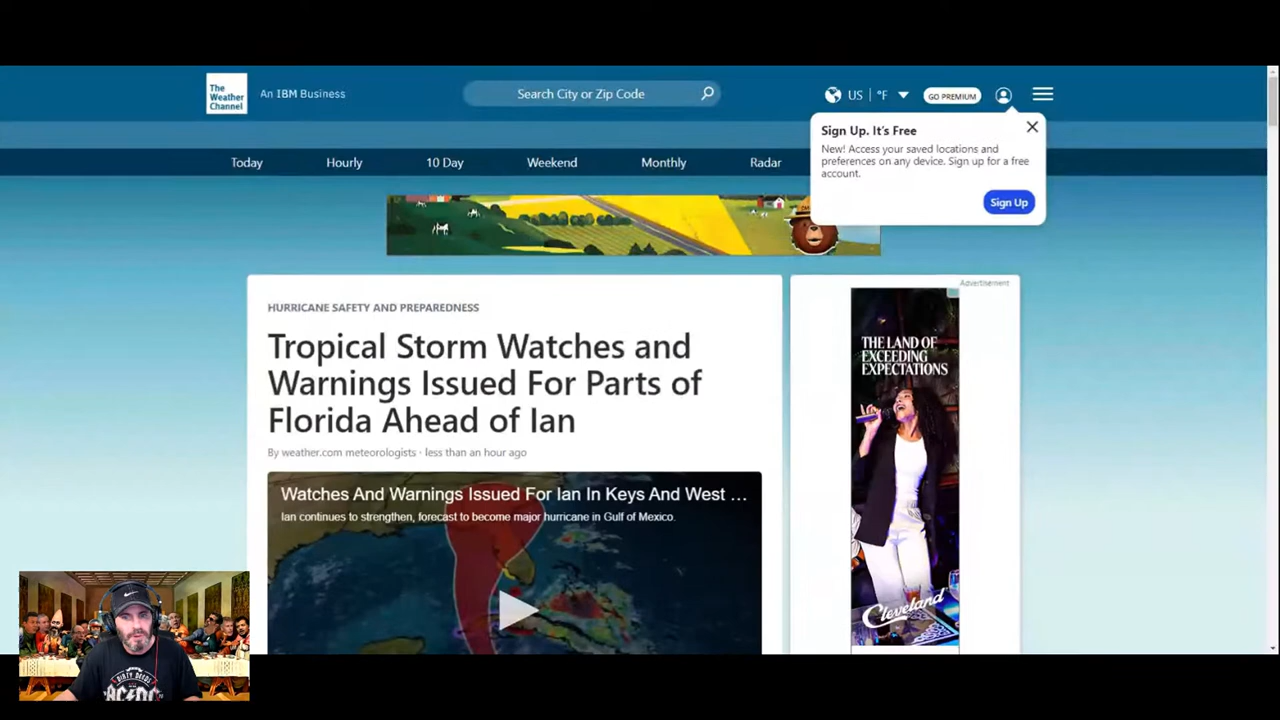 The
Weather
Channel
An IBM Business
Search City or Zip Code
US | °F
GO PREMIUM
Sign Up. It's Free
New! Access your saved locations and
preferences on any device. Sign up for a free
account.
Sign Up
Today
Hourly
10 Day
Weekend
Monthly
Radar
Advertisement
HURRICANE SAFETY AND PREPAREDNESS
Tropical Storm Watches and
Warnings Issued For Parts of
Florida Ahead of Ian
By weather.com meteorologists · less than an hour ago
Watches And Warnings Issued For Ian In Keys And West ...
Ian continues to strengthen, forecast to become major hurricane in Gulf of Mexico.
THE LAND OF
EXCEEDING
EXPECTATIONS
Cleveland
DIRTY DEEDS
AC DC